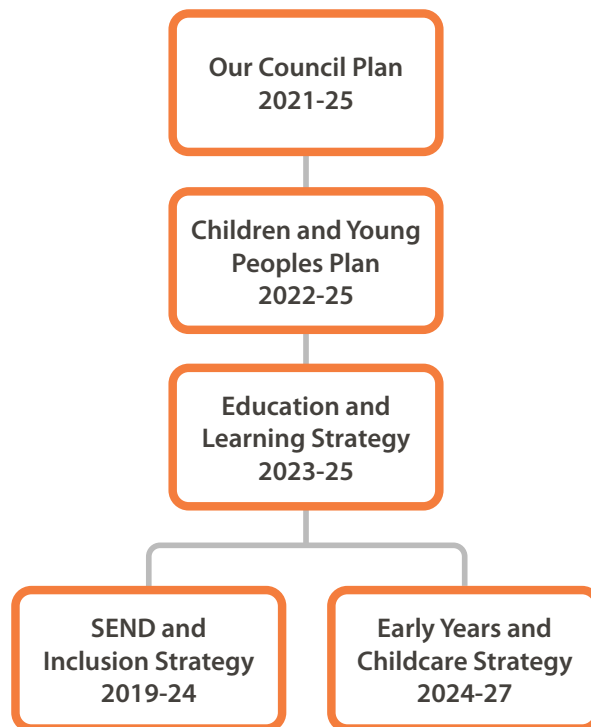 Our Council Plan
2021-25
Children and Young
Peoples Plan
2022-25
Education and
Learning Strategy
2023-25
SEND and
Inclusion Strategy
2019-24
Early Years and
Childcare Strategy
2024-27